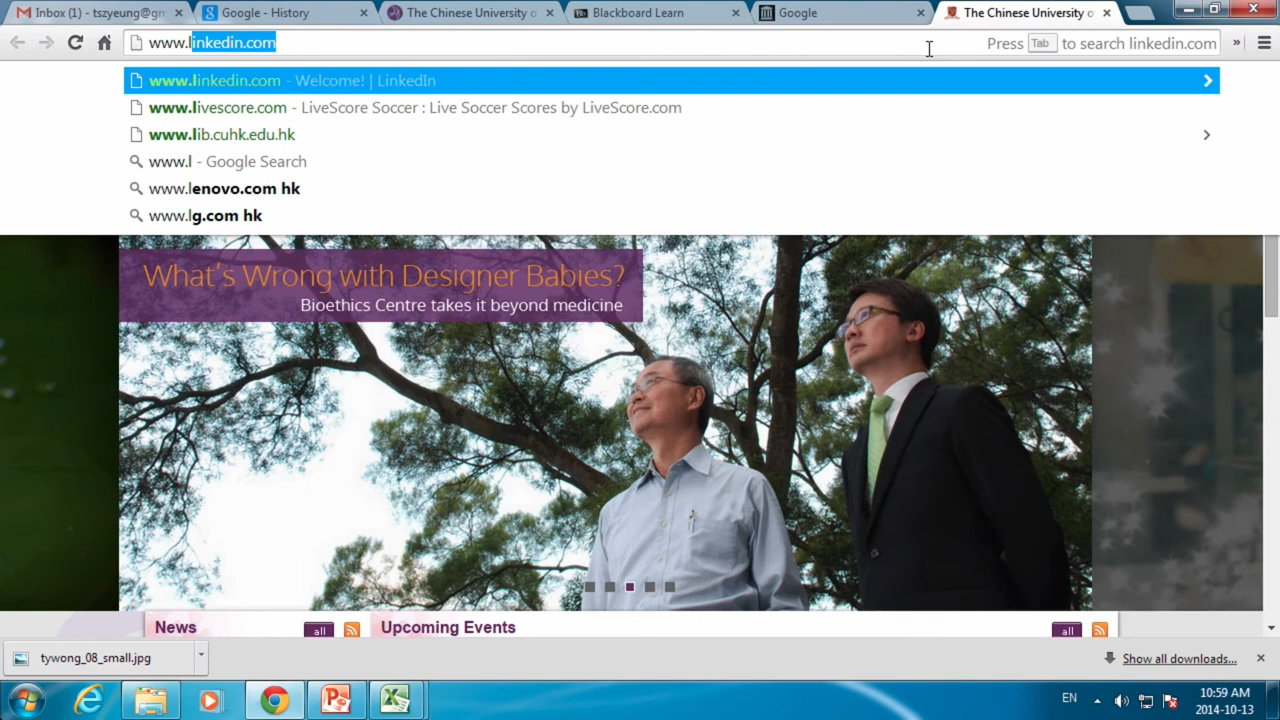 Inbox (1) - tszyeung@gm
Google - History
The Chinese University o
Blackboard Learn
Google
The Chinese University of
www.linkedin.com
Press Tab to search linkedin.com
www.linkedin.com - Welcome! | LinkedIn
www.livescore.com - LiveScore Soccer : Live Soccer Scores by LiveScore.com
www.lib.cuhk.edu.hk
www.l - Google Search
www.lenovo.com hk
www.lg.com hk
What's Wrong with Designer Babies?
Bioethics Centre takes it beyond medicine
News
all
Upcoming Events
all
tywong_08_small.jpg
Show all downloads...
EN
10:59 AM
2014-10-13